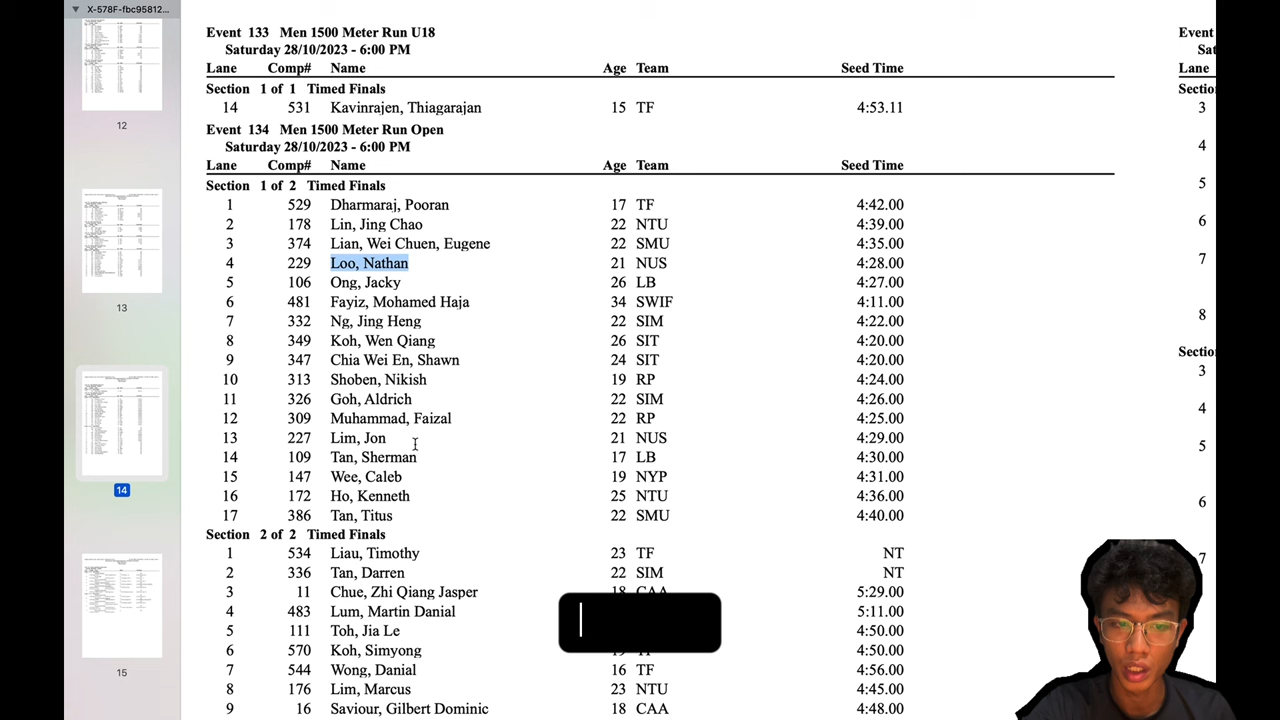 X-578F-fbc95812...
12
13
14
15
Event 133 Men 1500 Meter Run U18
Saturday 28/10/2023 - 6:00 PM
Lane Comp# Name Age Team Seed Time
Section 1 of 1 Timed Finals
14 531 Kavinrajen, Thiagarajan 15 TF 4:53.11
Event 134 Men 1500 Meter Run Open
Saturday 28/10/2023 - 6:00 PM
Lane Comp# Name Age Team Seed Time
Section 1 of 2 Timed Finals
1 529 Dharmaraj, Pooran 17 TF 4:42.00
2 178 Lin, Jing Chao 22 NTU 4:39.00
3 374 Lian, Wei Chuen, Eugene 22 SMU 4:35.00
4 229 Loo, Nathan 21 NUS 4:28.00
5 106 Ong, Jacky 26 LB 4:27.00
6 481 Fayiz, Mohamed Haja 34 SWIF 4:11.00
7 332 Ng, Jing Heng 22 SIM 4:22.00
8 349 Koh, Wen Qiang 26 SIT 4:20.00
9 347 Chia Wei En, Shawn 24 SIT 4:20.00
10 313 Shoben, Nikish 19 RP 4:24.00
11 326 Goh, Aldrich 22 SIM 4:26.00
12 309 Muhammad, Faizal 22 RP 4:25.00
13 227 Lim, Jon 21 NUS 4:29.00
14 109 Tan, Sherman 17 LB 4:30.00
15 147 Wee, Caleb 19 NYP 4:31.00
16 172 Ho, Kenneth 25 NTU 4:36.00
17 386 Tan, Titus 22 SMU 4:40.00
Section 2 of 2 Timed Finals
1 534 Liau, Timothy 23 TF NT
2 336 Tan, Darren 22 SIM NT
3 11 Chue, Zhi Qiang Jasper 18 CAA 5:29.00
4 483 Lum, Martin Danial 5:11.00
5 111 Toh, Jia Le 4:50.00
6 570 Koh, Simyong 4:50.00
7 544 Wong, Danial 16 TF 4:56.00
8 176 Lim, Marcus 23 NTU 4:45.00
9 16 Saviour, Gilbert Dominic 18 CAA 4:48.00
Event
Lane
3
4
5
6
7
8
3
4
5
6
7